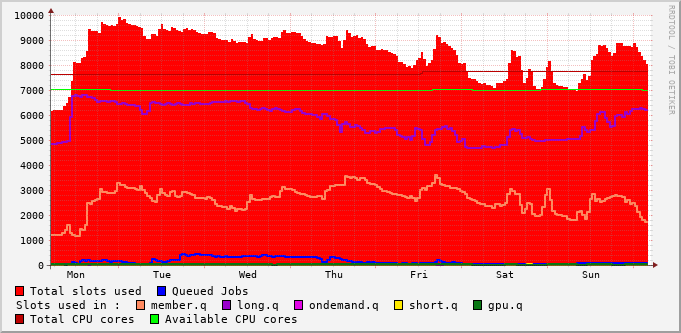 10000
9000
8000
7000
6000
5000
4000
3000
2000
1000
0
Mon Tue Wed Thu Fri Sat Sun
RRDTOOL / TOBI OETIKER
Total slots used Queued Jobs
Slots used in : member.q long.q ondemand.q short.q gpu.q
Total CPU cores Available CPU cores